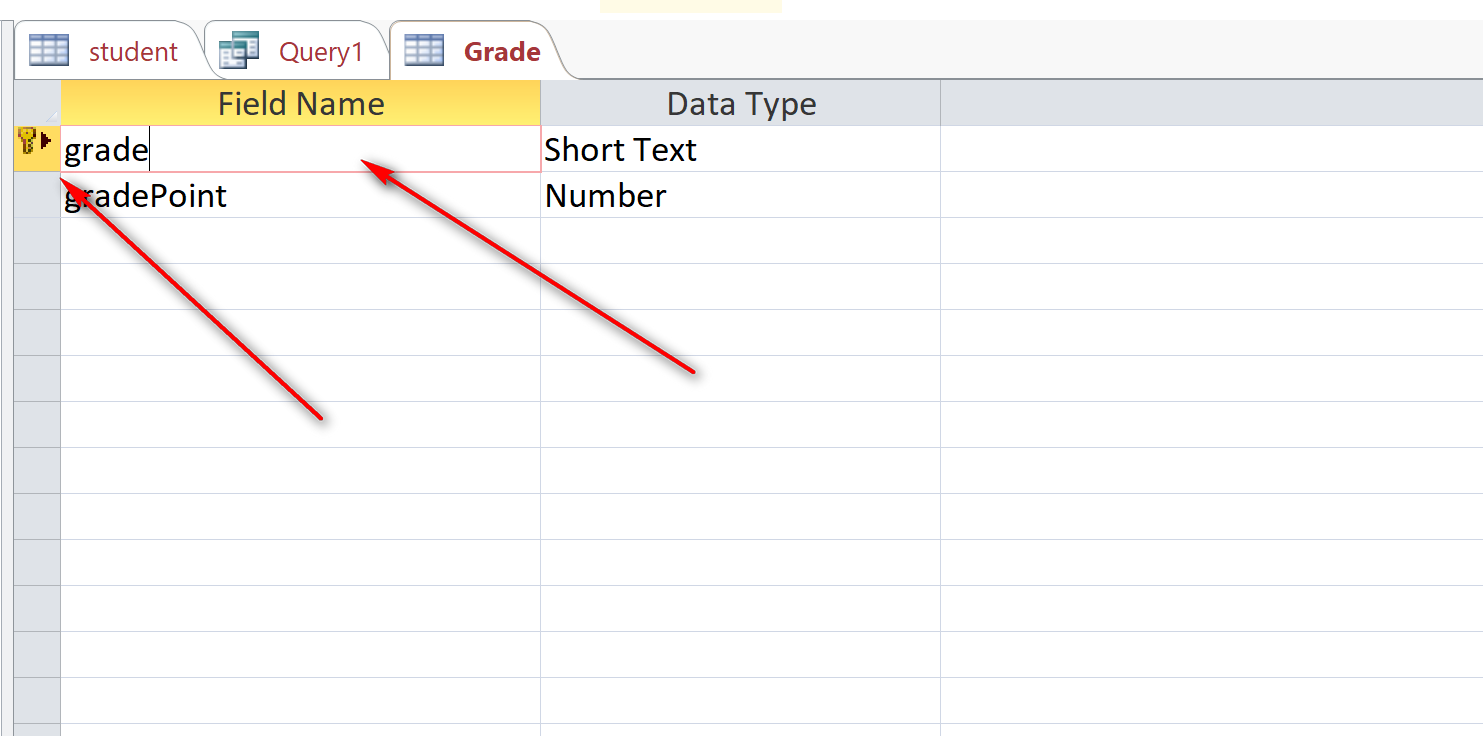 student Query1 Grade
Field Name Data Type
grade Short Text
gradePoint Number